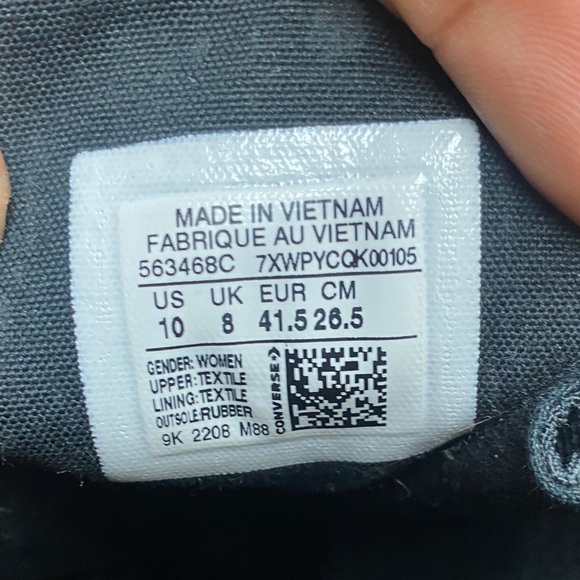 MADE IN VIETNAM
FABRIQUE AU VIETNAM
563468C 7XWPYCQK00105
US UK EUR CM
10 8 41.5 26.5
GENDER: WOMEN
UPPER: TEXTILE
LINING: TEXTILE
OUTSOLE: RUBBER
9K 2208 M88
CONVERSE